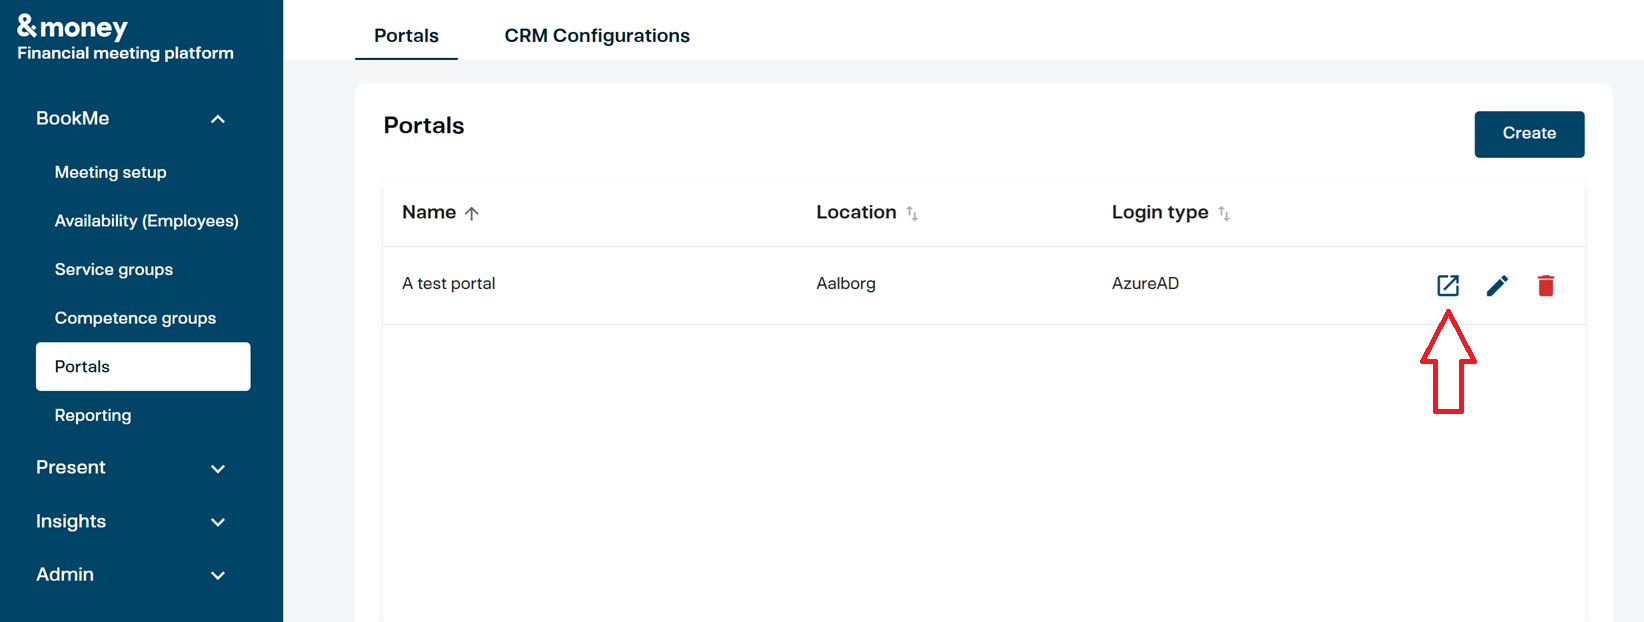 &money
Financial meeting platform
BookMe
Meeting setup
Availability (Employees)
Service groups
Competence groups
Portals
Reporting
Present
Insights
Admin
Portals CRM Configurations
Portals
Create
Name Location Login type
A test portal Aalborg AzureAD